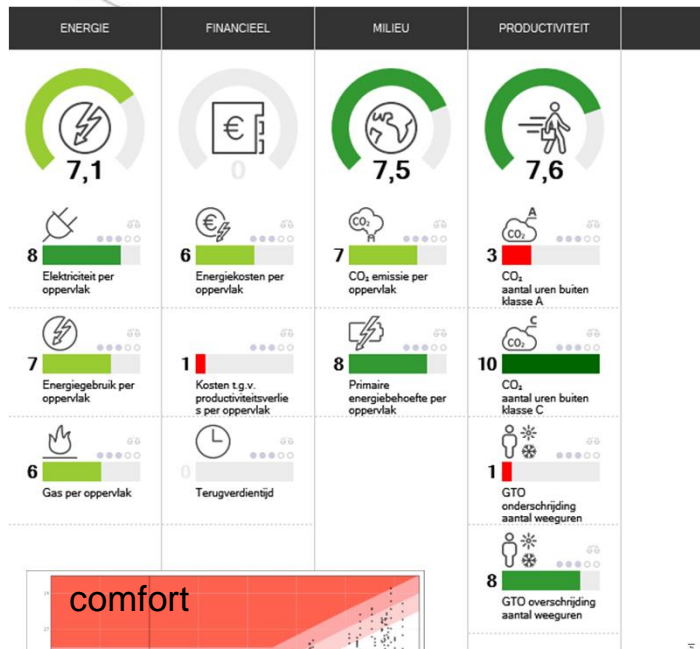 ENERGIE
FINANCIEEL
MILIEU
PRODUCTIVITEIT
7,1
0
7,5
7,6
8
Elektriciteit per
oppervlak
€
6
Energiekosten per
oppervlak
CO₂
7
CO₂ emissie per
oppervlak
A
CO₂
3
CO₂
aantal uren buiten
klasse A
7
Energiegebruik per
oppervlak
1
Kosten t.g.v.
productiviteitsverlie
s per oppervlak
8
Primaire
energiebehoefte per
oppervlak
C
CO₂
10
CO₂
aantal uren buiten
klasse C
6
Gas per oppervlak
0
Terugverdientijd
1
GTO
onderschrijding
aantal weeguren
8
GTO overschrijding
aantal weeguren
comfort